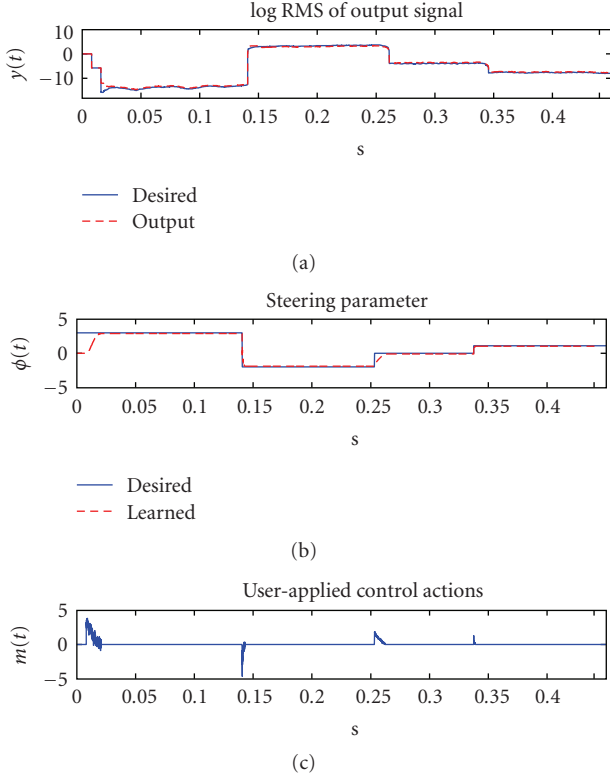 log RMS of output signal
y(t)
10
0
−10
0 0.05 0.1 0.15 0.2 0.25 0.3 0.35 0.4
s
Desired
Output
(a)
Steering parameter
ϕ(t)
5
0
−5
0 0.05 0.1 0.15 0.2 0.25 0.3 0.35 0.4
s
Desired
Learned
(b)
User-applied control actions
m(t)
5
0
−5
0 0.05 0.1 0.15 0.2 0.25 0.3 0.35 0.4
s
(c)